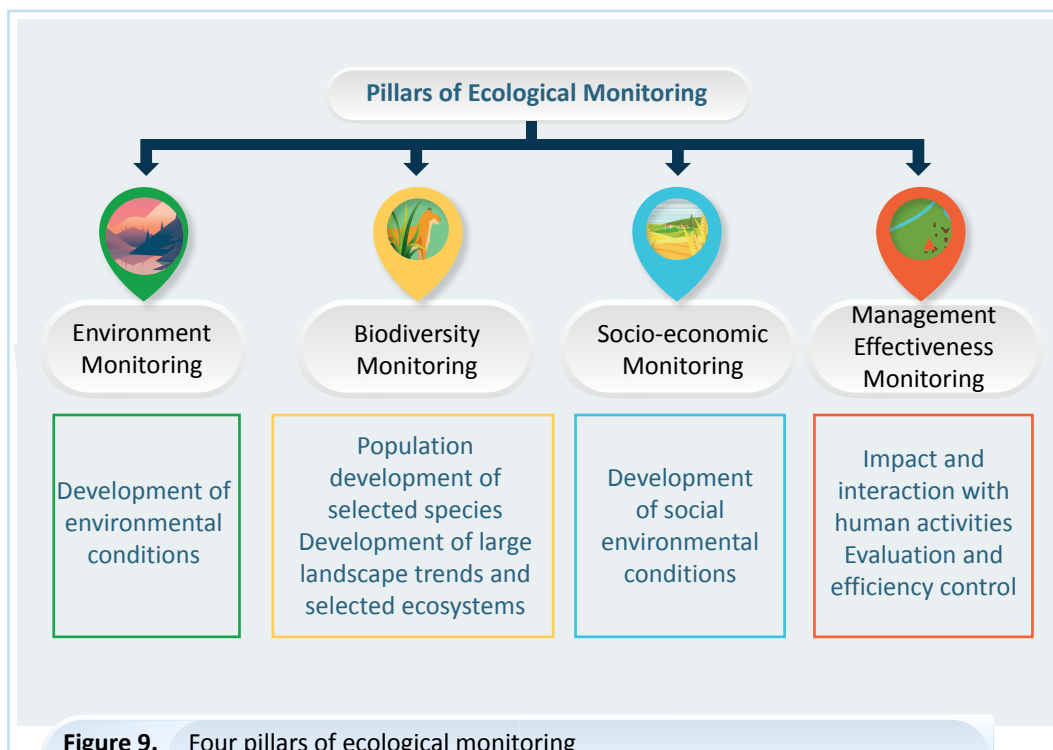 Pillars of Ecological Monitoring
Environment
Monitoring
Biodiversity
Monitoring
Socio-economic
Monitoring
Management
Effectiveness
Monitoring
Development of
environmental
conditions
Population
development of
selected species
Development of large
landscape trends and
selected ecosystems
Development
of social
environmental
conditions
Impact and
interaction with
human activities
Evaluation and
efficiency control
Figure 9. Four pillars of ecological monitoring